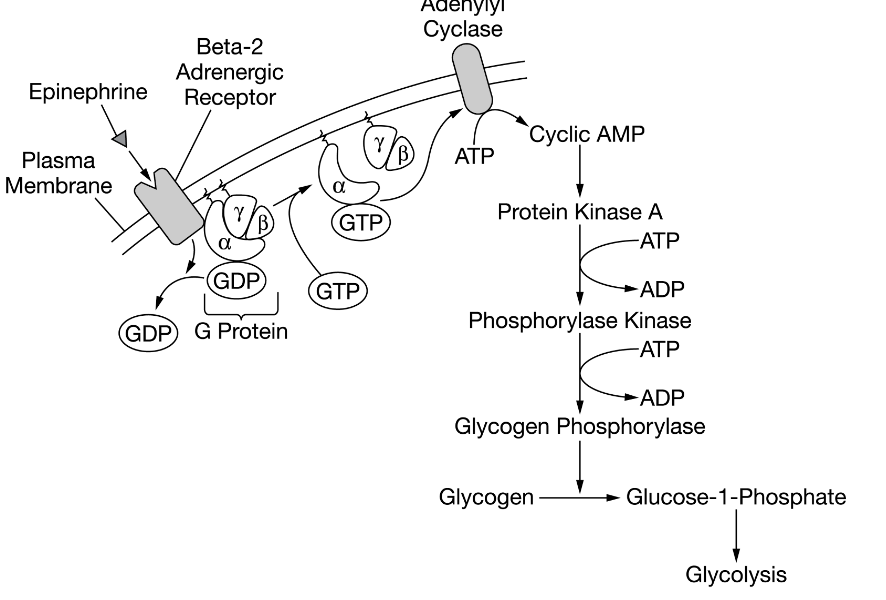 Adenylyl
Cyclase
Beta-2
Adrenergic
Receptor
Epinephrine
Plasma
Membrane
γ
β
α
GDP
G Protein
GDP
GTP
γ
β
α
GTP
ATP
Cyclic AMP
Protein Kinase A
ATP
ADP
Phosphorylase Kinase
ATP
ADP
Glycogen Phosphorylase
Glycogen
Glucose-1-Phosphate
Glycolysis